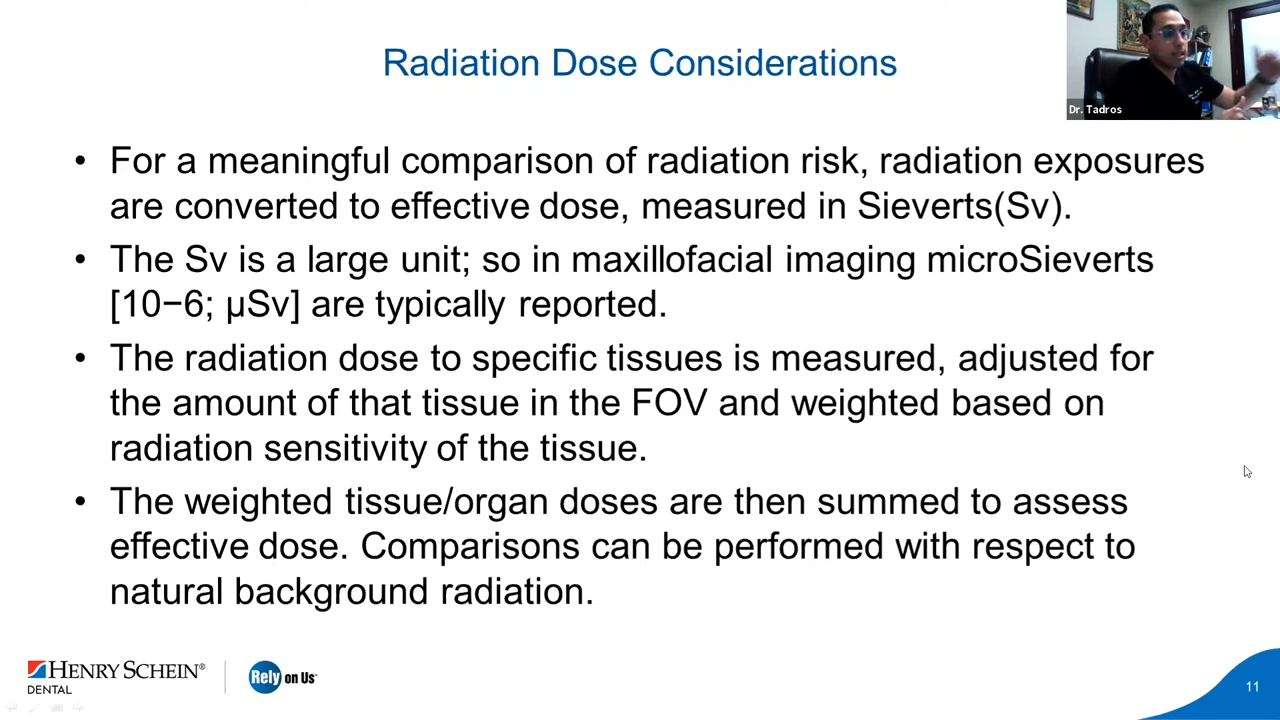 Radiation Dose Considerations
Dr. Tadros
• For a meaningful comparison of radiation risk, radiation exposures
are converted to effective dose, measured in Sieverts(Sv).
• The Sv is a large unit; so in maxillofacial imaging microSieverts
[10−6; µSv] are typically reported.
• The radiation dose to specific tissues is measured, adjusted for
the amount of that tissue in the FOV and weighted based on
radiation sensitivity of the tissue.
• The weighted tissue/organ doses are then summed to assess
effective dose. Comparisons can be performed with respect to
natural background radiation.
HENRY SCHEIN®
DENTAL
Rely on Us™
11